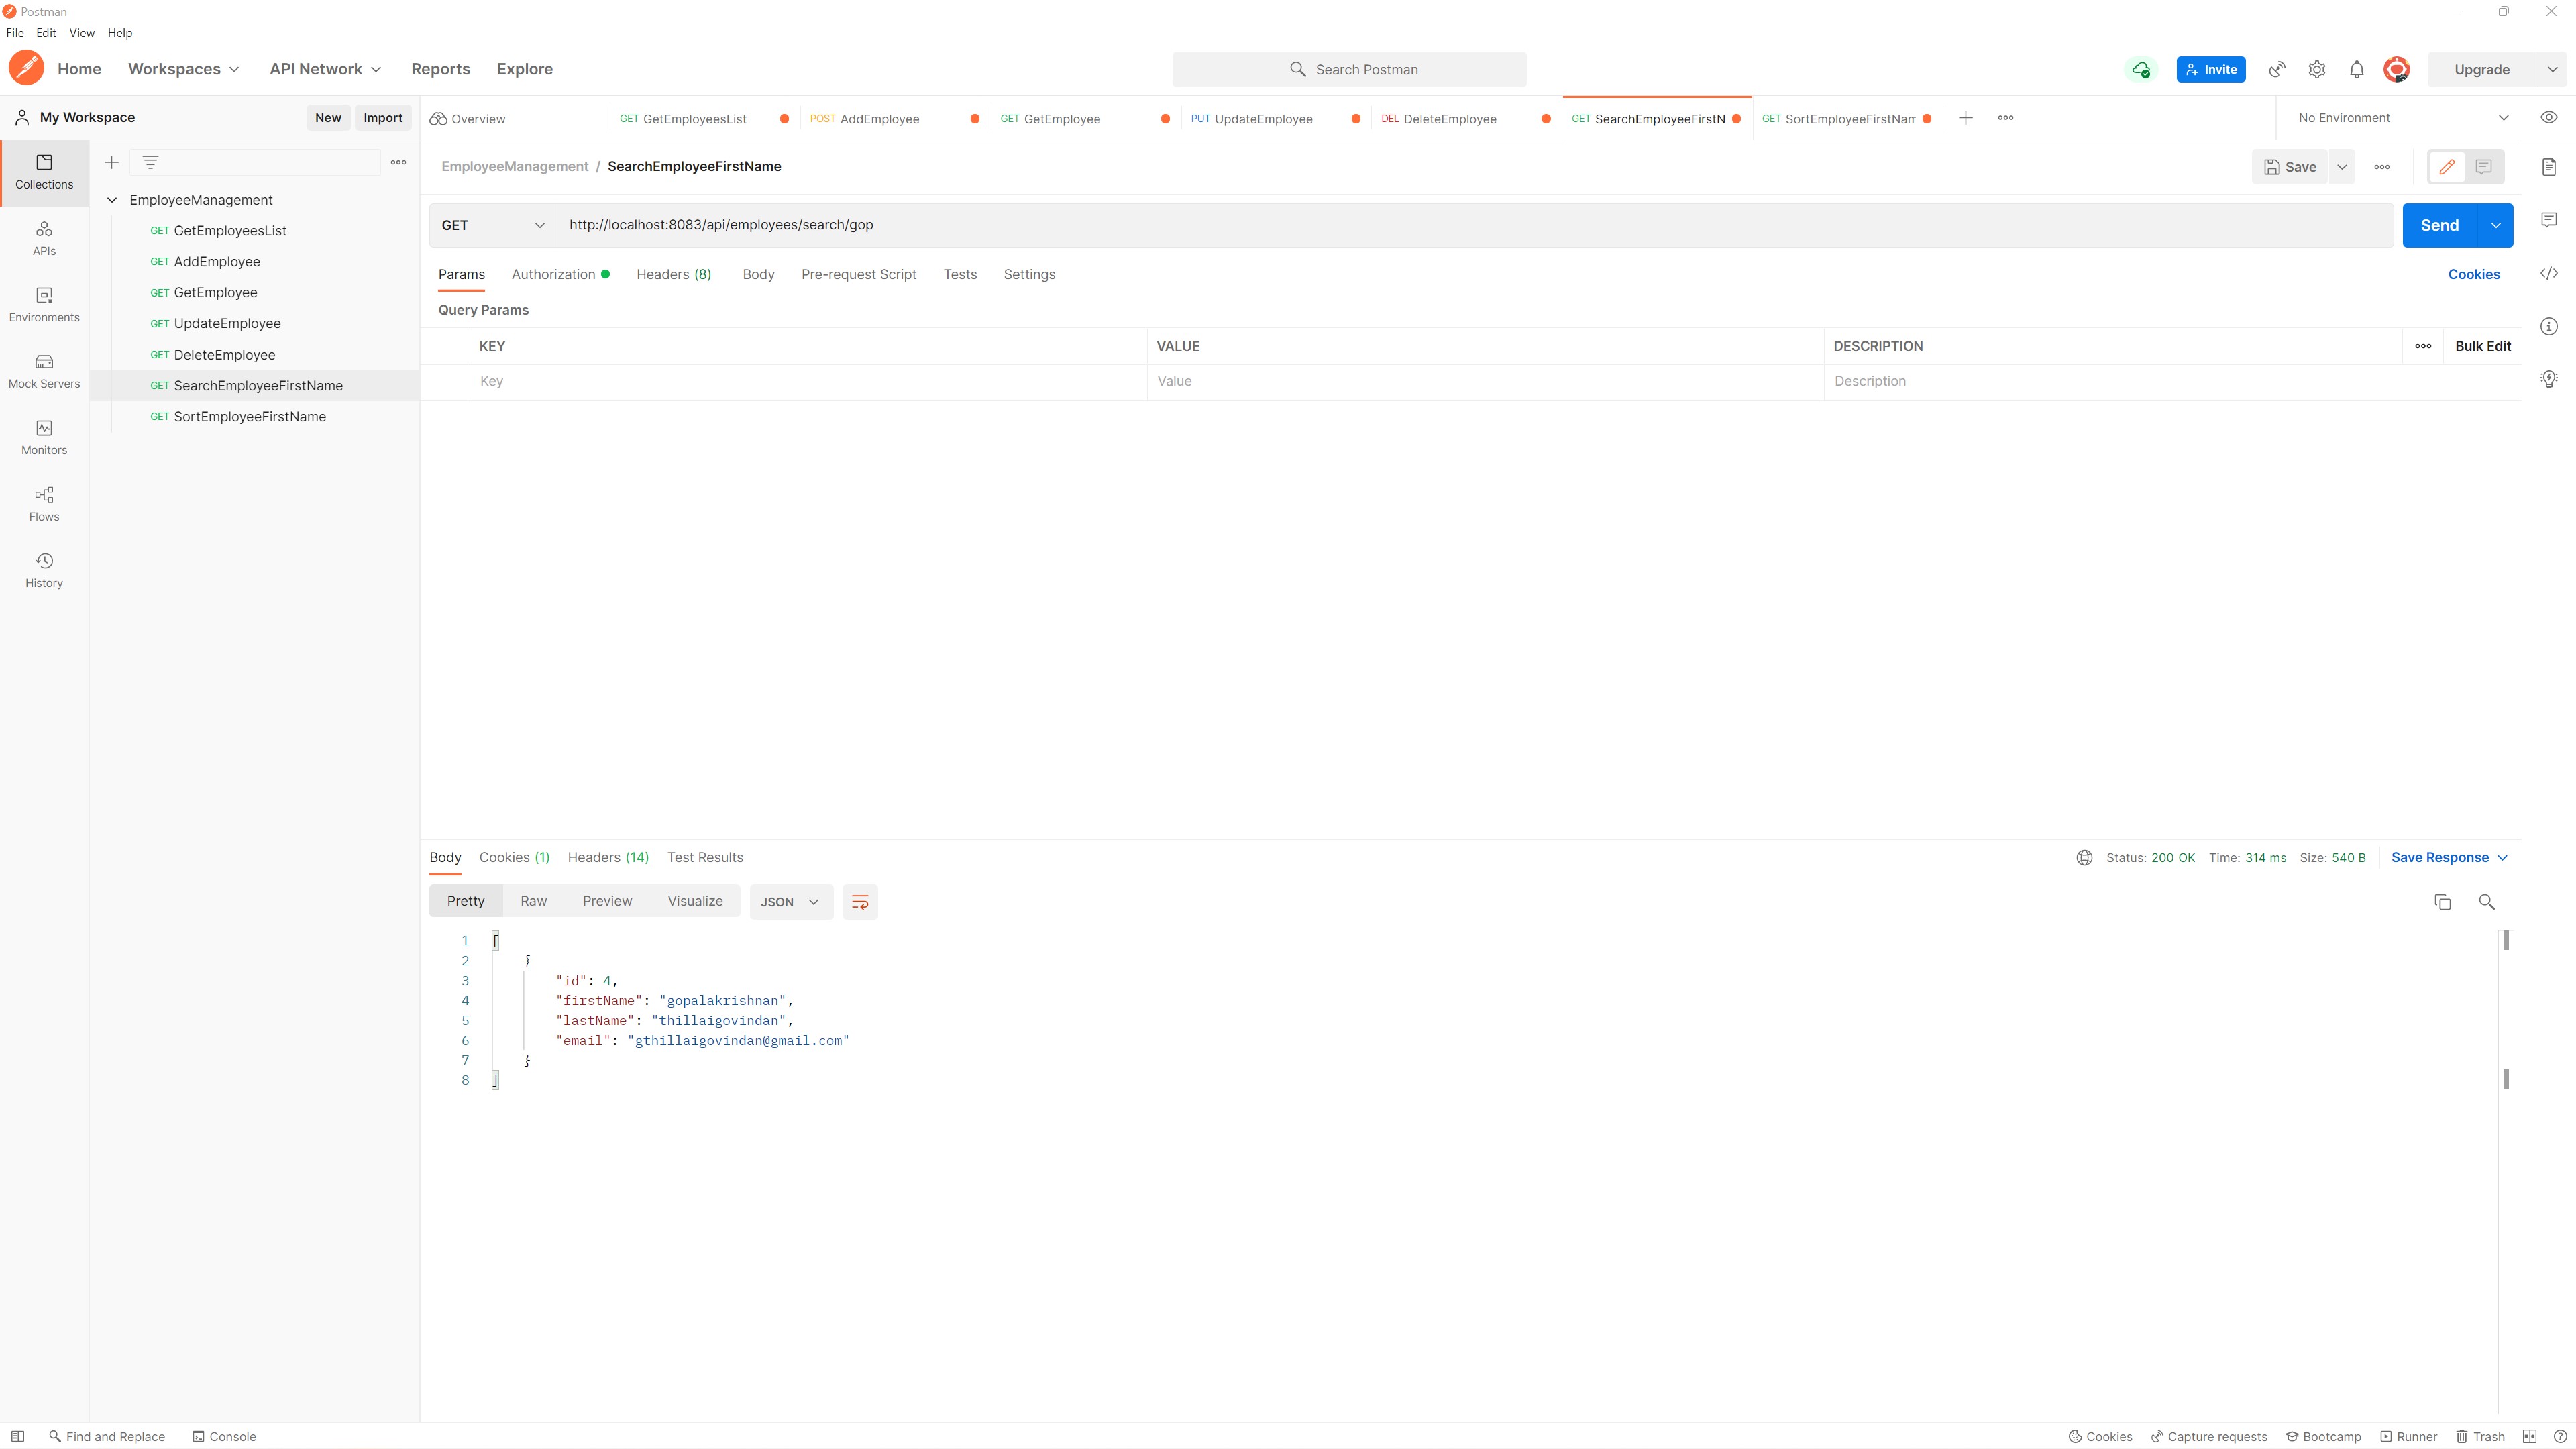 Postman
File Edit View Help
Home Workspaces API Network Reports Explore Search Postman Invite Upgrade
My Workspace New Import
Overview GET GetEmployeesList POST AddEmployee GET GetEmployee PUT UpdateEmployee DEL DeleteEmployee GET SearchEmployeeFirstN GET SortEmployeeFirstNam No Environment
Collections
APIs
Environments
Mock Servers
Monitors
Flows
History
EmployeeManagement
GET GetEmployeesList
GET AddEmployee
GET GetEmployee
GET UpdateEmployee
GET DeleteEmployee
GET SearchEmployeeFirstName
GET SortEmployeeFirstName
EmployeeManagement / SearchEmployeeFirstName Save
GET http://localhost:8083/api/employees/search/gop Send
Params Authorization Headers (8) Body Pre-request Script Tests Settings Cookies
Query Params
KEY VALUE DESCRIPTION Bulk Edit
Key Value Description
Body Cookies (1) Headers (14) Test Results Status: 200 OK Time: 314 ms Size: 540 B Save Response
Pretty Raw Preview Visualize JSON
1 [
2 {
3 "id": 4,
4 "firstName": "gopalakrishnan",
5 "lastName": "thillaigovindan",
6 "email": "gthillaigovindan@gmail.com"
7 }
8 ]
Find and Replace Console Cookies Capture requests Bootcamp Runner Trash